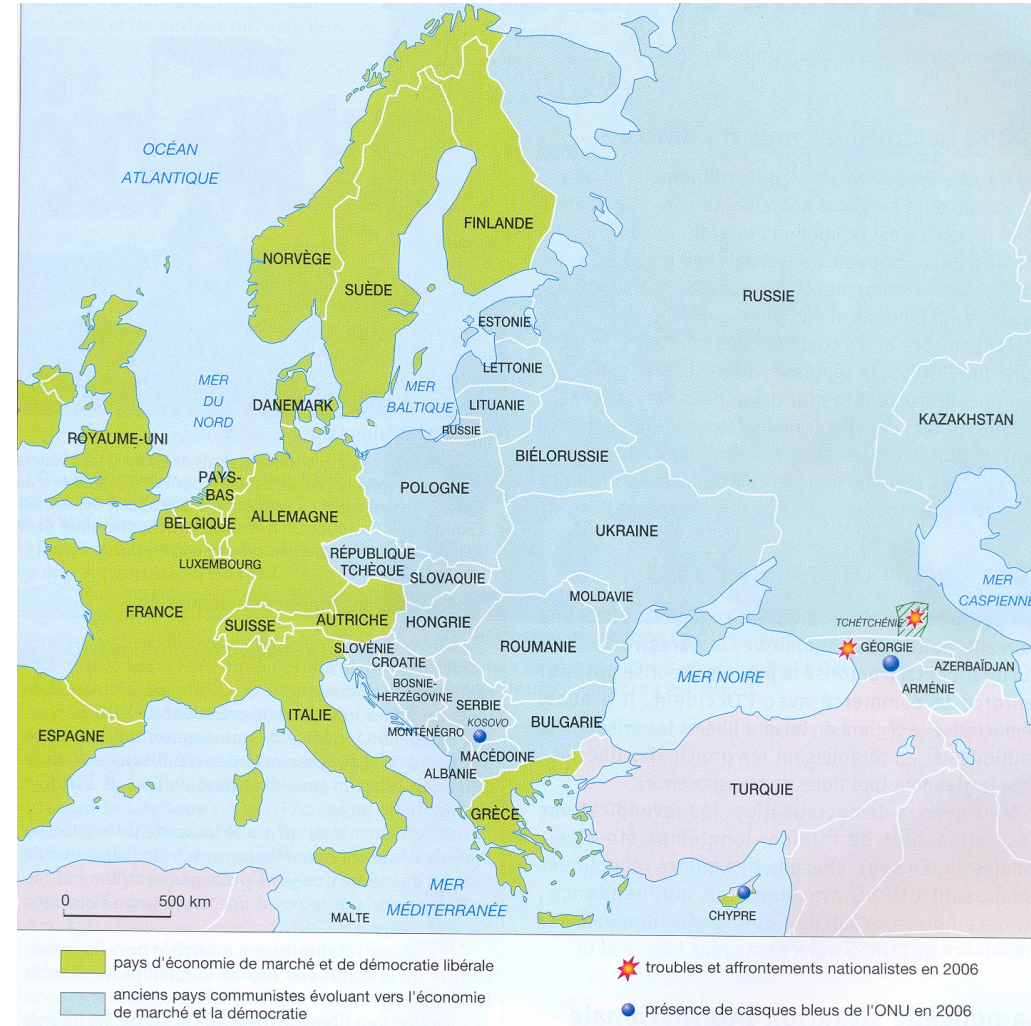 OCÉAN
ATLANTIQUE
FINLANDE
NORVÈGE
SUÈDE
RUSSIE
ESTONIE
LETTONIE
MER
DU
NORD
MER
BALTIQUE
DANEMARK
LITUANIE
RUSSIE
KAZAKHSTAN
ROYAUME-UNI
BIÉLORUSSIE
PAYS-
BAS
POLOGNE
BELGIQUE
ALLEMAGNE
UKRAINE
RÉPUBLIQUE
TCHÈQUE
LUXEMBOURG
SLOVAQUIE
MER
CASPIENNE
MOLDAVIE
FRANCE
SUISSE
AUTRICHE
HONGRIE
TCHÉTCHÉNIE
SLOVÉNIE
ROUMANIE
GÉORGIE
CROATIE
AZERBAÏDJAN
BOSNIE-
HERZÉGOVINE
MER NOIRE
ARMÉNIE
SERBIE
ITALIE
KOSOVO
BULGARIE
ESPAGNE
MONTÉNÉGRO
MACÉDOINE
ALBANIE
TURQUIE
GRÈCE
MER
MÉDITERRANÉE
0 500 km
MALTE
CHYPRE
pays d'économie de marché et de démocratie libérale
anciens pays communistes évoluant vers l'économie
de marché et la démocratie
troubles et affrontements nationalistes en 2006
présence de casques bleus de l'ONU en 2006